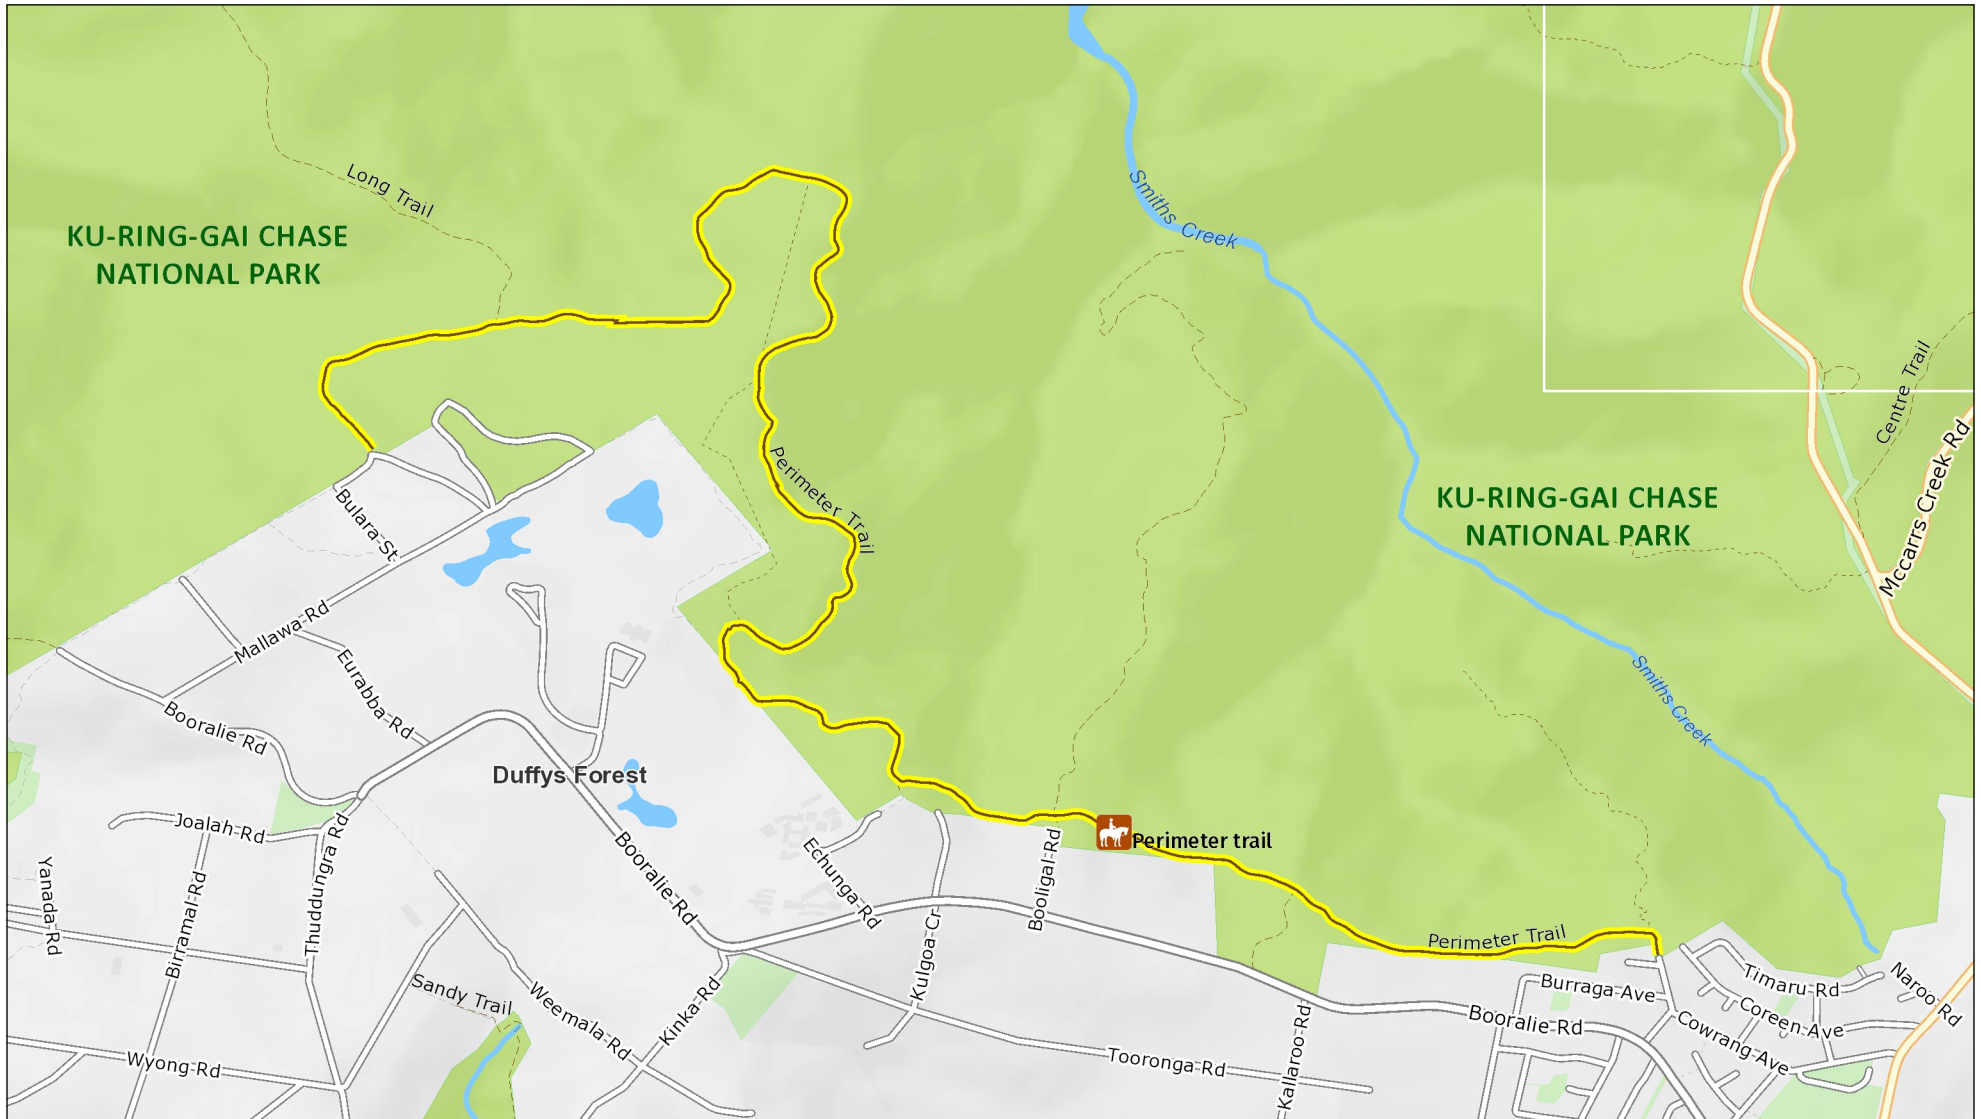 Long Trail
KU-RING-GAI CHASE
NATIONAL PARK
Smiths Creek
Centre Trail
Mccarrs Creek Rd
Perimeter Trail
KU-RING-GAI CHASE
NATIONAL PARK
Bulara-St
Mallawa-Rd
Eurabba-Rd
Booralie Rd
Smiths Creek
Duffys Forest
Joalah-Rd
Thuddungra Rd
Yanada-Rd
Birramal-Rd
Booralie-Rd
Echunga-Rd
Booligal-Rd
Perimeter trail
Kulgoa-Cr
Perimeter Trail
Sandy Trail
Weemala-Rd
Kinka-Rd
Wyong-Rd
Tooronga-Rd
Kallaroo-Rd
Booralie Rd
Burraga-Ave
Timaru-Rd
Coreen-Ave
Cowrang-Ave
Naroo-Rd